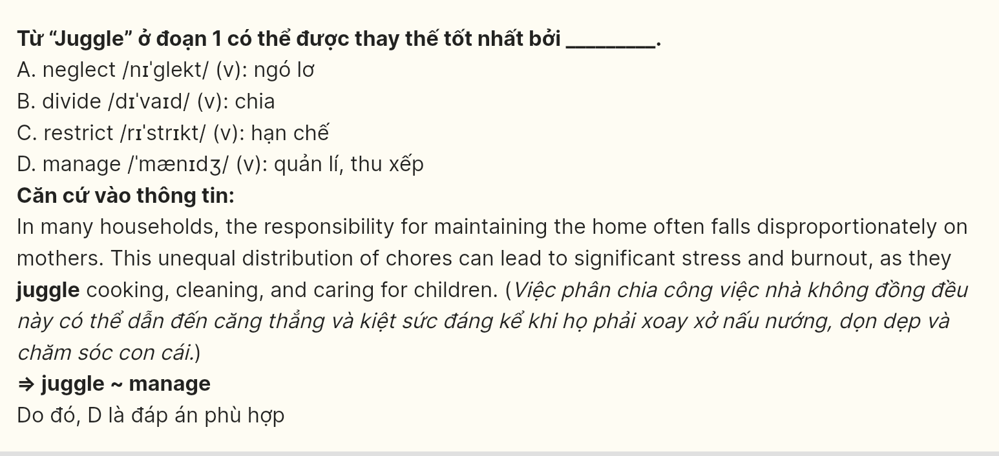 Từ “Juggle” ở đoạn 1 có thể được thay thế tốt nhất bởi _________.
A. neglect /nɪˈɡlekt/ (v): ngó lơ
B. divide /dɪˈvaɪd/ (v): chia
C. restrict /rɪˈstrɪkt/ (v): hạn chế
D. manage /ˈmænɪdʒ/ (v): quản lí, thu xếp
Căn cứ vào thông tin:
In many households, the responsibility for maintaining the home often falls disproportionately on
mothers. This unequal distribution of chores can lead to significant stress and burnout, as they
juggle cooking, cleaning, and caring for children. (Việc phân chia công việc nhà không đồng đều
này có thể dẫn đến căng thẳng và kiệt sức đáng kể khi họ phải xoay xở nấu nướng, dọn dẹp và
chăm sóc con cái.)
⇒ juggle ~ manage
Do đó, D là đáp án phù hợp